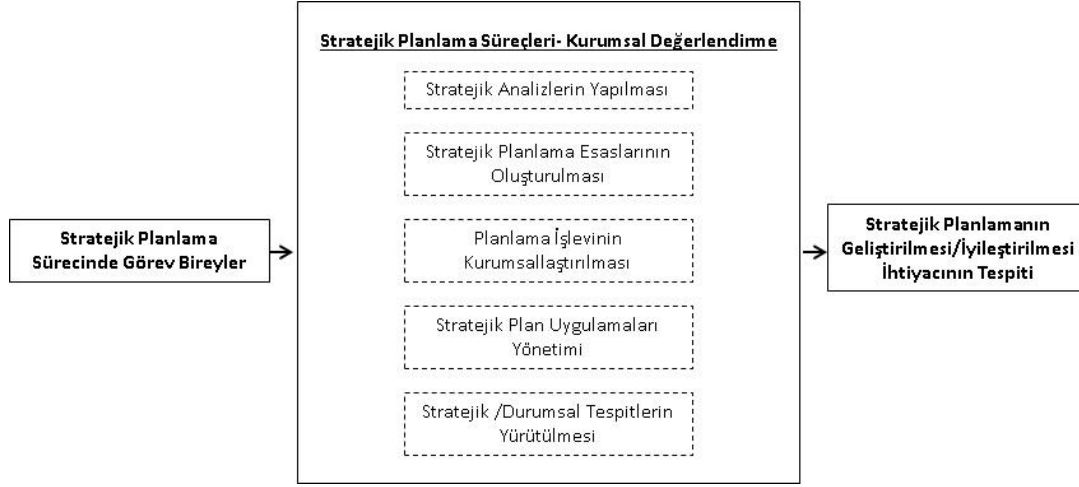 Stratejik Planlama Süreçleri- Kurumsal Değerlendirme
Stratejik Analizlerin Yapılması
Stratejik Planlama Esaslarının
Oluşturulması
Stratejik Planlama
Sürecinde Görev Bireyler
Planlama İşlevinin
Kurumsallaştırılması
Stratejik Plan Uygulamaları
Yönetimi
Stratejik /Durumsal Tespitlerin
Yürütülmesi
Stratejik Planlamanın
Geliştirilmesi/İyileştirilmesi
İhtiyacının Tespiti